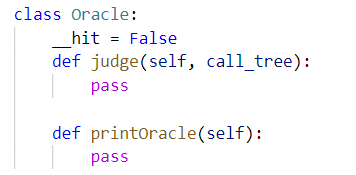 class Oracle:
    __hit = False
    def judge(self, call_tree):
        pass

    def printOracle(self):
        pass